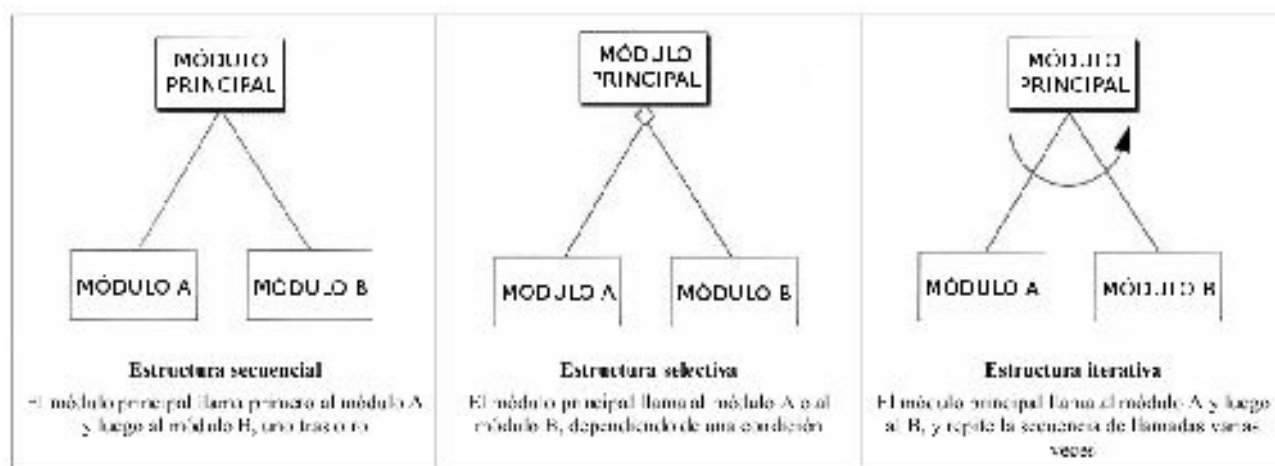 MÓDULO
PRINCIPAL
MÓDULO A
MÓDULO B
Estructura secuencial
El módulo principal llama primero al módulo A
y luego al módulo B, uno tras otro
MÓDULO
PRINCIPAL
MÓDULO A
MÓDULO B
Estructura selectiva
El módulo principal llama al módulo A o al
módulo B, dependiendo de una condición
MÓDULO
PRINCIPAL
MÓDULO A
MÓDULO B
Estructura iterativa
El módulo principal llama al módulo A y luego
al B, y repite la secuencia de llamadas varias
veces